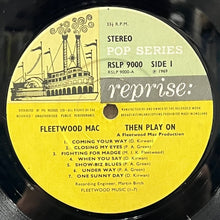 33⅓ R.P.M.
STEREO
POP SERIES
RSLP 9000 SIDE I
RSLP 9000-A ℗ 1969
reprise:
FLEETWOOD MAC THEN PLAY ON
A Fleetwood Mac Production
1. COMING YOUR WAY (D. Kirwan)
2. CLOSING MY EYES (P. A. Green)
3. FIGHTING FOR MADGE (M. J. K. Fleetwood)
4. WHEN YOU SAY (D. Kirwan)
5. SHOW-BIZ BLUES (P. A. Green)
6. UNDER WAY (P. A. Green)
7. ONE SUNNY DAY (D. Kirwan)
Recording Engineer, Martin Birch
FLEETWOOD MUSIC (1-7)